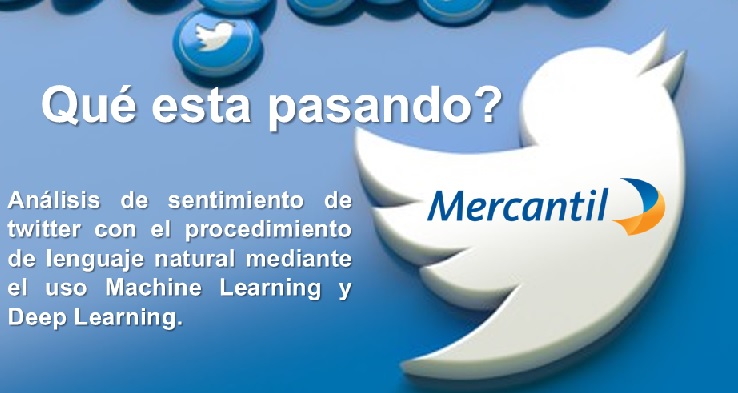 Qué esta pasando?
Análisis de sentimiento de
twitter con el procedimiento
de lenguaje natural mediante
el uso Machine Learning y
Deep Learning.
Mercantil